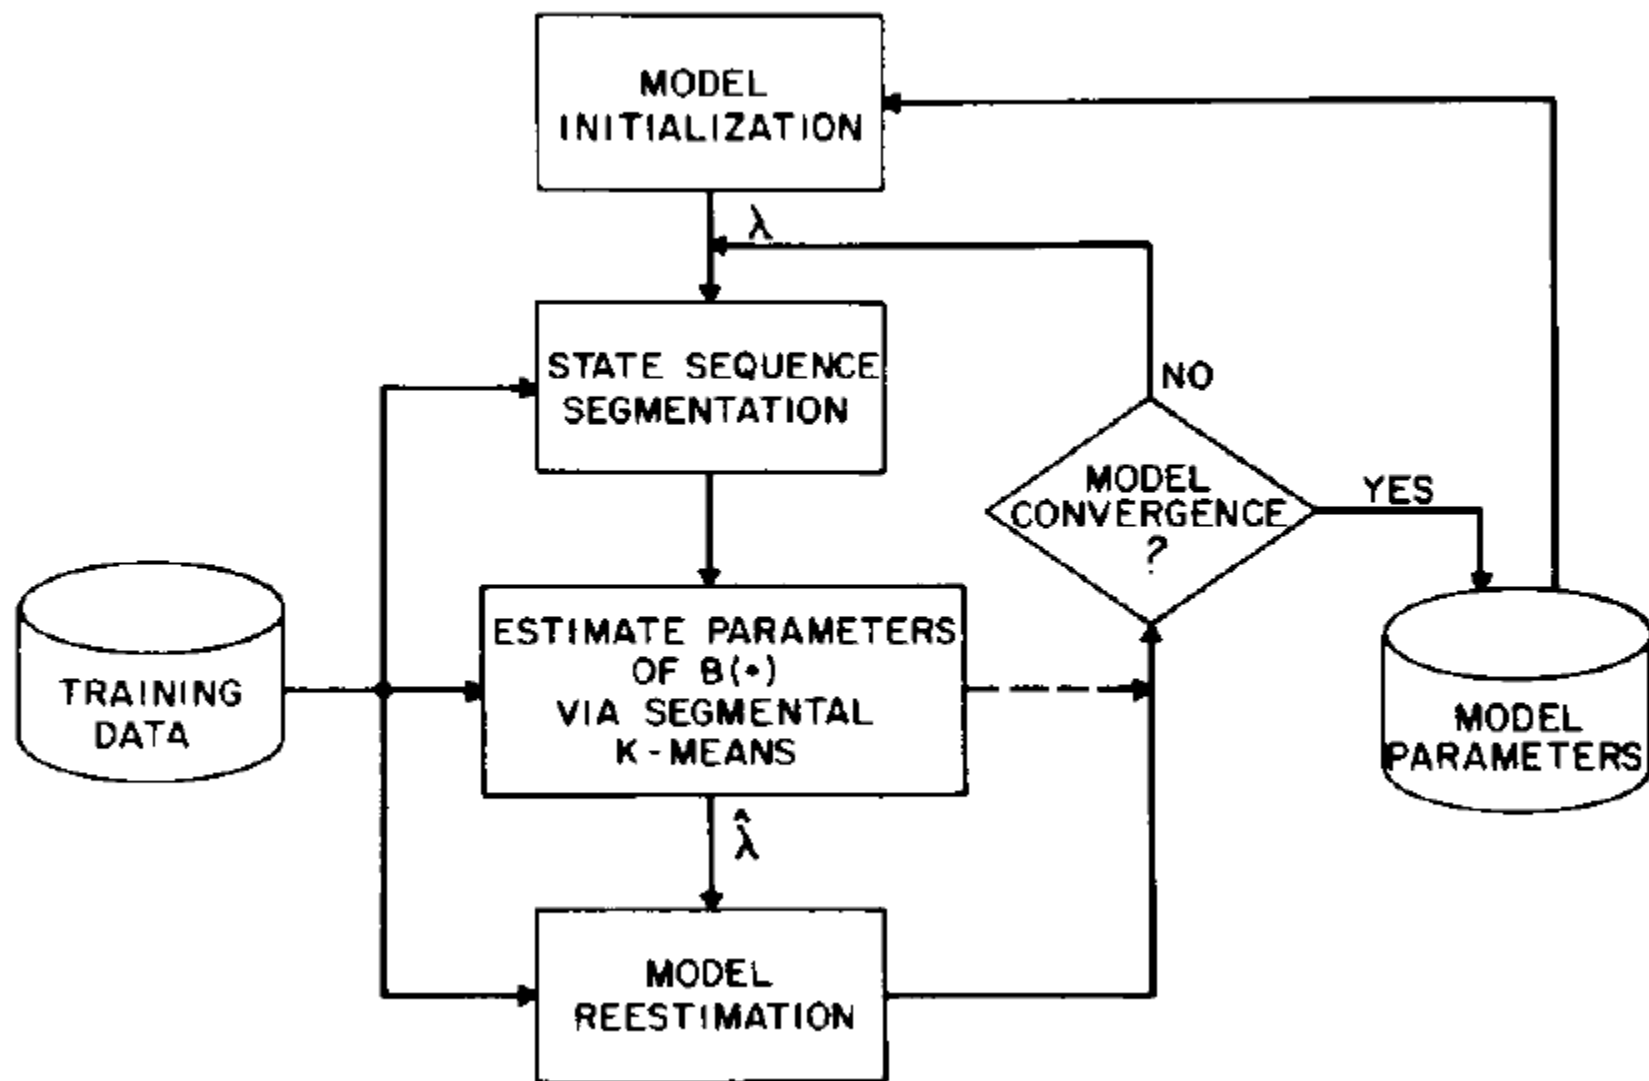 MODEL
INITIALIZATION
λ
STATE SEQUENCE
SEGMENTATION
NO
MODEL
CONVERGENCE
?
YES
ESTIMATE PARAMETERS
OF B(•)
VIA SEGMENTAL
K-MEANS
TRAINING
DATA
MODEL
PARAMETERS
λ̂
MODEL
REESTIMATION